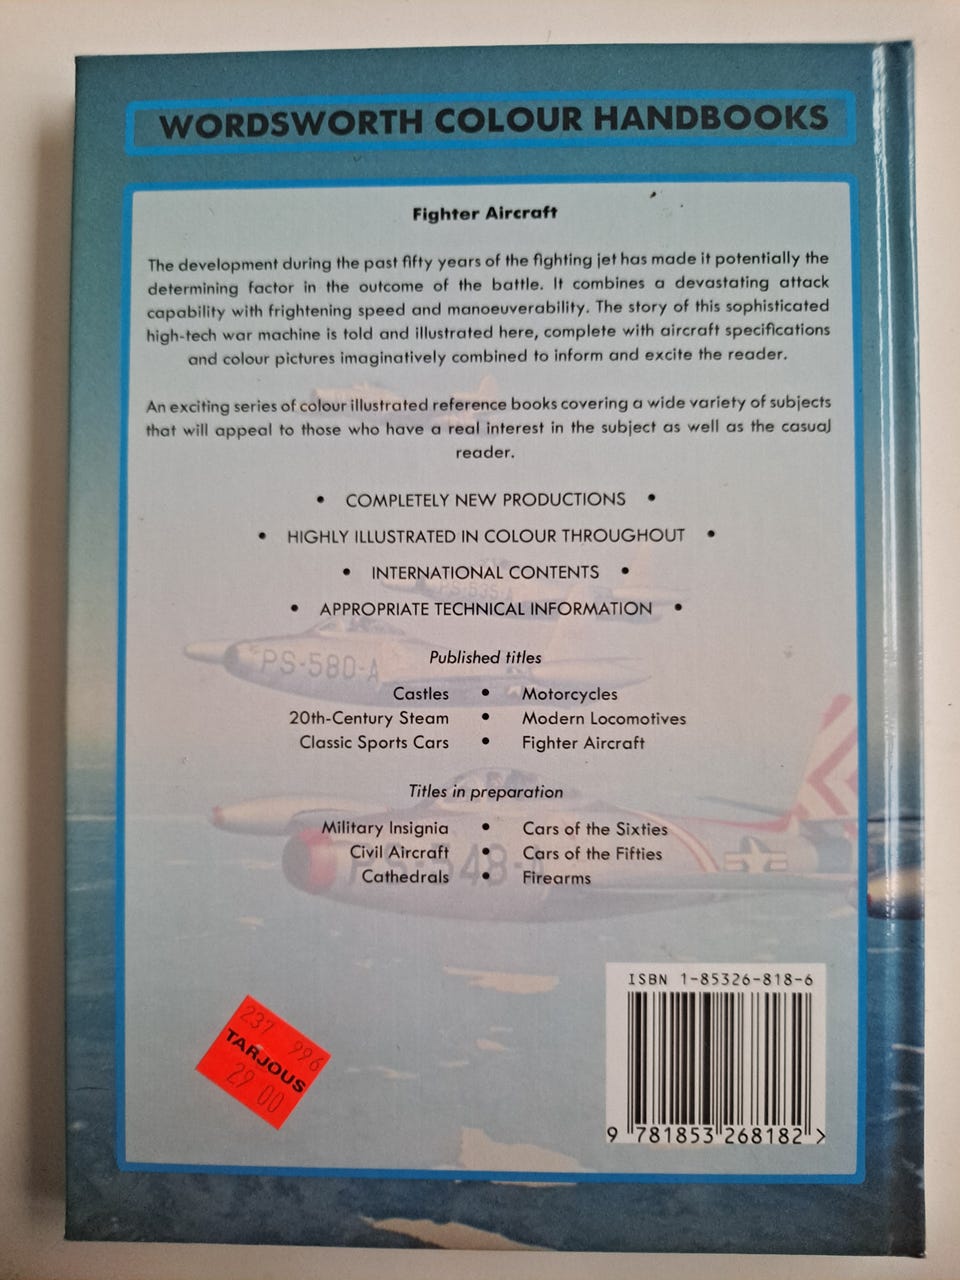 WORDSWORTH COLOUR HANDBOOKS
Fighter Aircraft
The development during the past fifty years of the fighting jet has made it potentially the
determining factor in the outcome of the battle. It combines a devastating attack
capability with frightening speed and manoeuverability. The story of this sophisticated
high-tech war machine is told and illustrated here, complete with aircraft specifications
and colour pictures imaginatively combined to inform and excite the reader.
An exciting series of colour illustrated reference books covering a wide variety of subjects
that will appeal to those who have a real interest in the subject as well as the casual
reader.
• COMPLETELY NEW PRODUCTIONS •
• HIGHLY ILLUSTRATED IN COLOUR THROUGHOUT •
PS-535-A
• INTERNATIONAL CONTENTS •
• APPROPRIATE TECHNICAL INFORMATION •
PS-580-A
Published titles
Castles • Motorcycles
20th-Century Steam • Modern Locomotives
Classic Sports Cars • Fighter Aircraft
Titles in preparation
Military Insignia • Cars of the Sixties
Civil Aircraft • Cars of the Fifties
Cathedrals • Firearms
ISBN 1-85326-818-6
9 781853 268182 >
237 996
TARJOUS
29 00